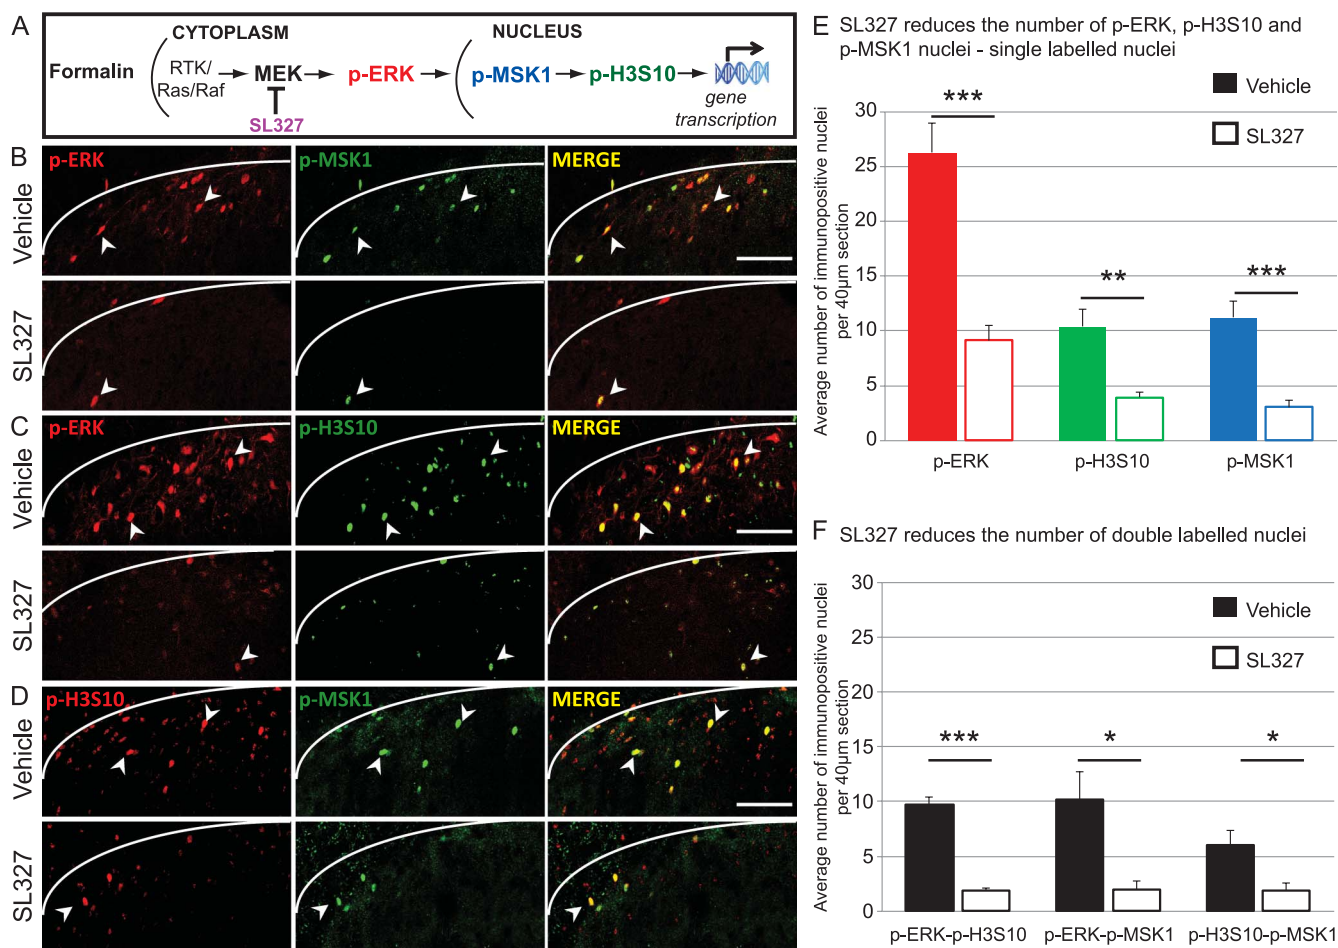 A
CYTOPLASM
NUCLEUS
Formalin
RTK/
Ras/Raf
MEK
p-ERK
p-MSK1
p-H3S10
gene
transcription
SL327
B
Vehicle
p-ERK
p-MSK1
MERGE
SL327
C
Vehicle
p-ERK
p-H3S10
MERGE
SL327
D
Vehicle
p-H3S10
p-MSK1
MERGE
SL327
E SL327 reduces the number of p-ERK, p-H3S10 and
p-MSK1 nuclei - single labelled nuclei
Vehicle
SL327
Average number of immunopositive nuclei
per 40µm section
30
25
20
15
10
5
0
***
**
***
p-ERK
p-H3S10
p-MSK1
F SL327 reduces the number of double labelled nuclei
Vehicle
SL327
Average number of immunopositive nuclei
per 40µm section
30
25
20
15
10
5
0
***
*
*
p-ERK-p-H3S10
p-ERK-p-MSK1
p-H3S10-p-MSK1